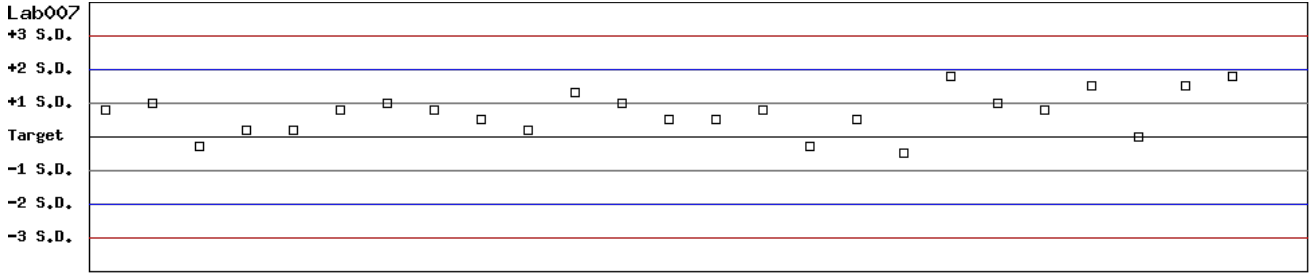 Lab007
+3 S.D.
+2 S.D.
+1 S.D.
Target
-1 S.D.
-2 S.D.
-3 S.D.